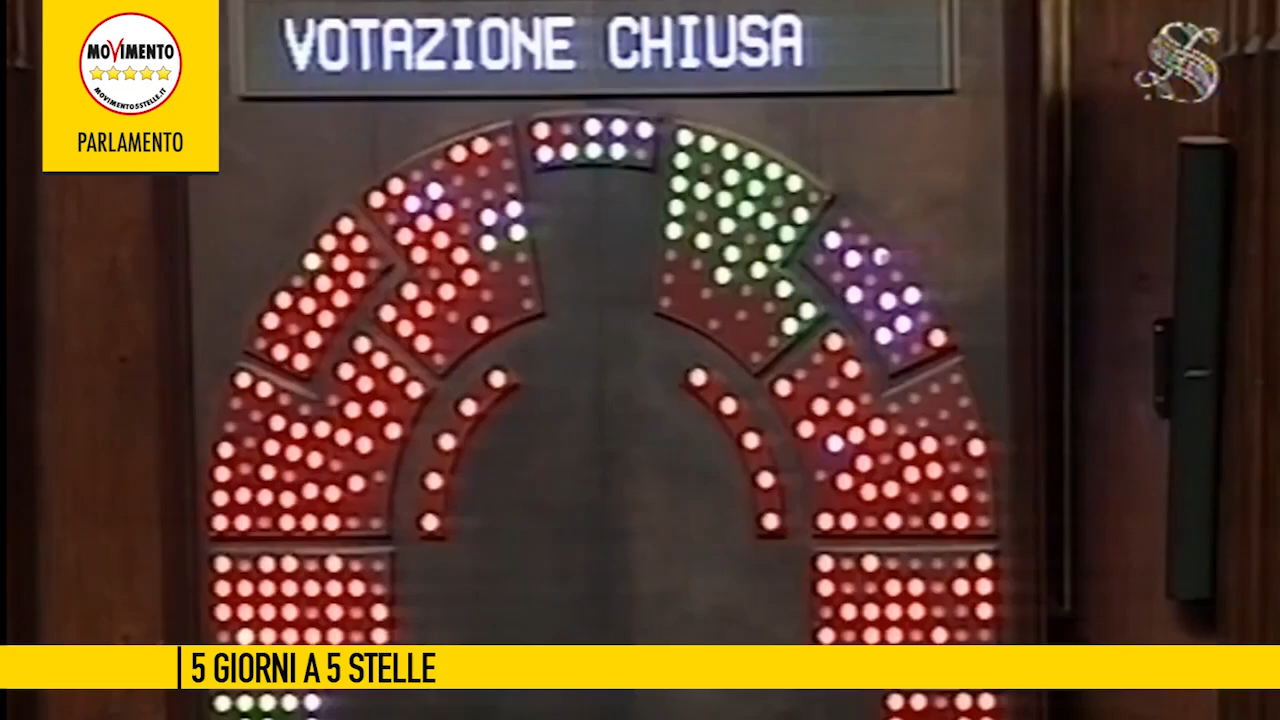 VOTAZIONE CHIUSA
MOVIMENTO
MOVIMENTO5STELLE.IT
PARLAMENTO
S
5 GIORNI A 5 STELLE